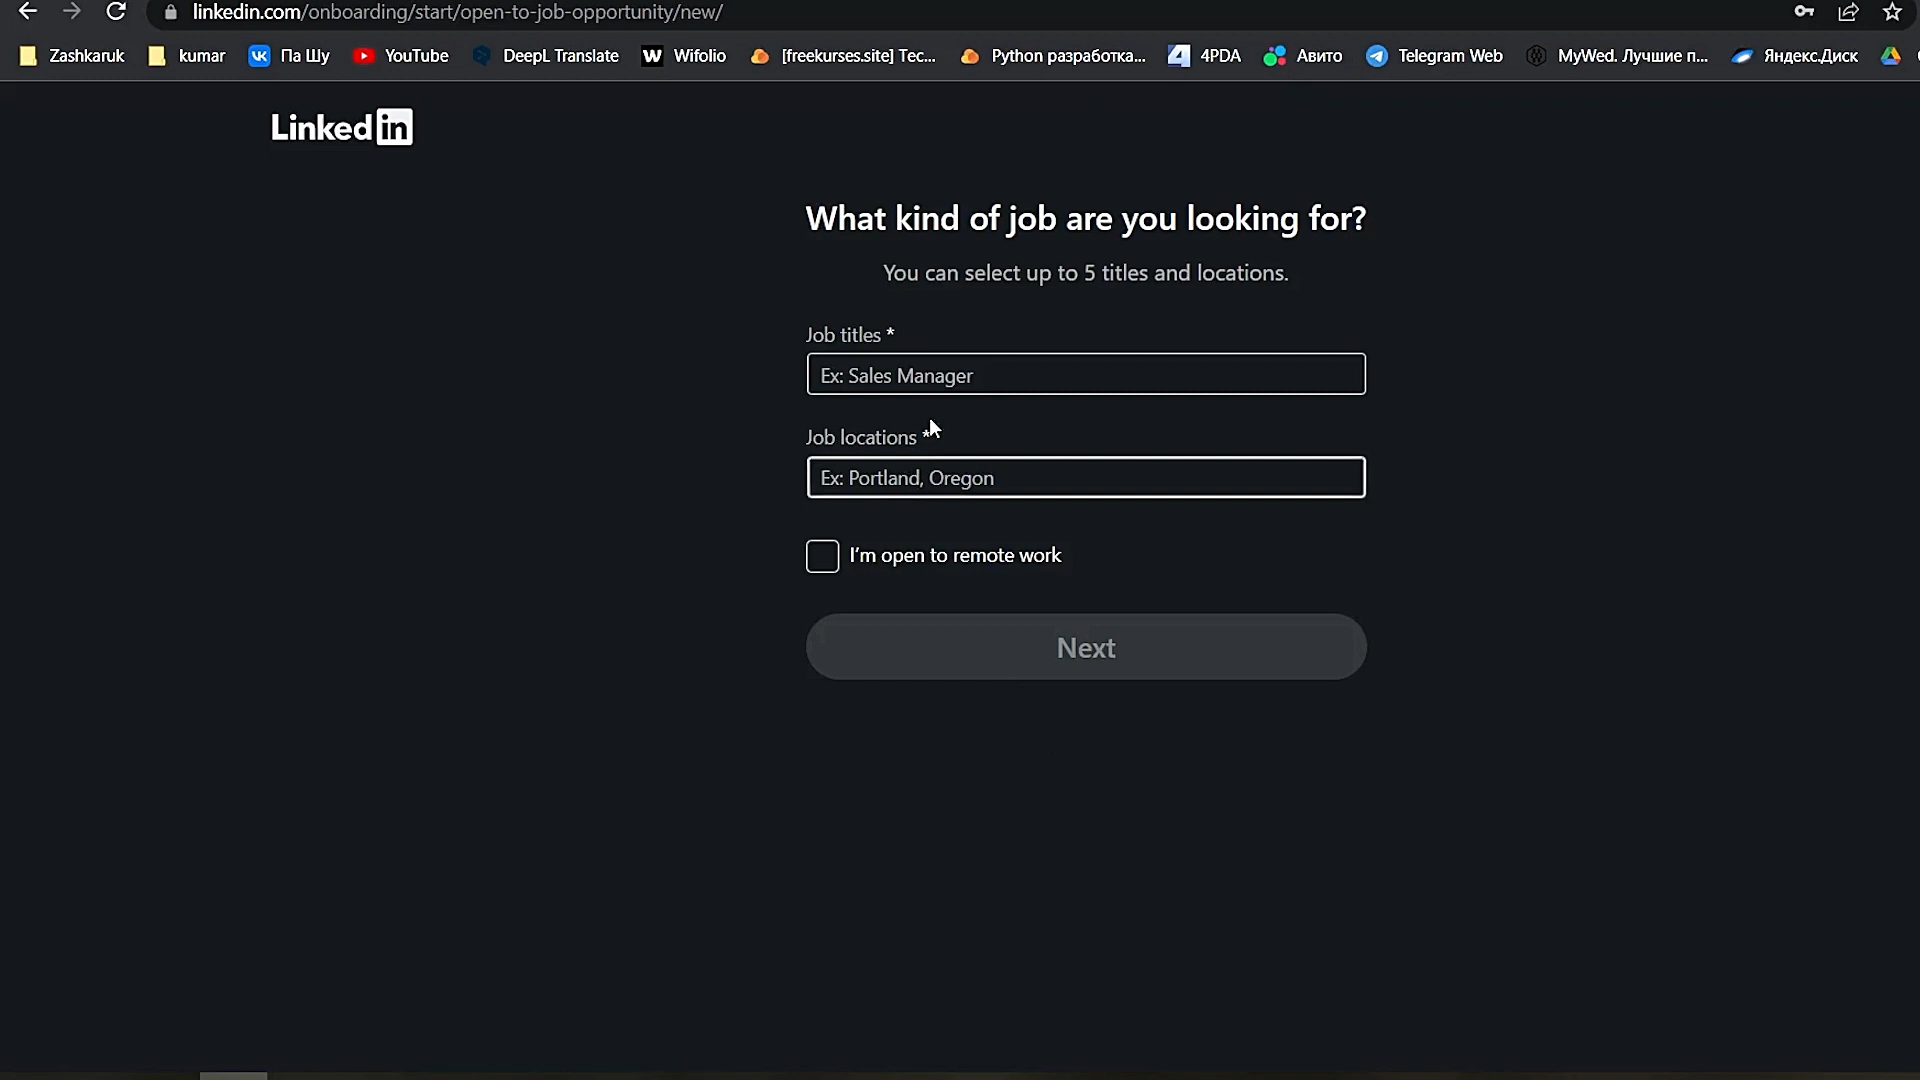 linkedin.com/onboarding/start/open-to-job-opportunity/new/
Zashkaruk kumar Па Шу YouTube DeepL Translate Wifolio [freekurses.site] Тес... Python разработка... 4PDA Авито Telegram Web MyWed. Лучшие п... Яндекс.Диск
Linked in
What kind of job are you looking for?
You can select up to 5 titles and locations.
Job titles *
Ex: Sales Manager
Job locations *
Ex: Portland, Oregon
I'm open to remote work
Next